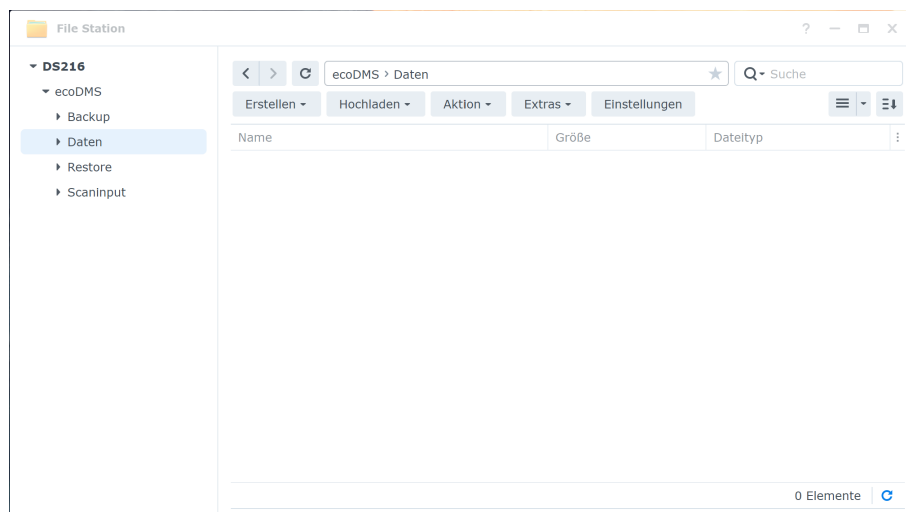 File Station
?
DS216
ecoDMS
Backup
Daten
Restore
Scaninput
ecoDMS › Daten
Suche
Erstellen
Hochladen
Aktion
Extras
Einstellungen
Name
Größe
Dateityp
0 Elemente